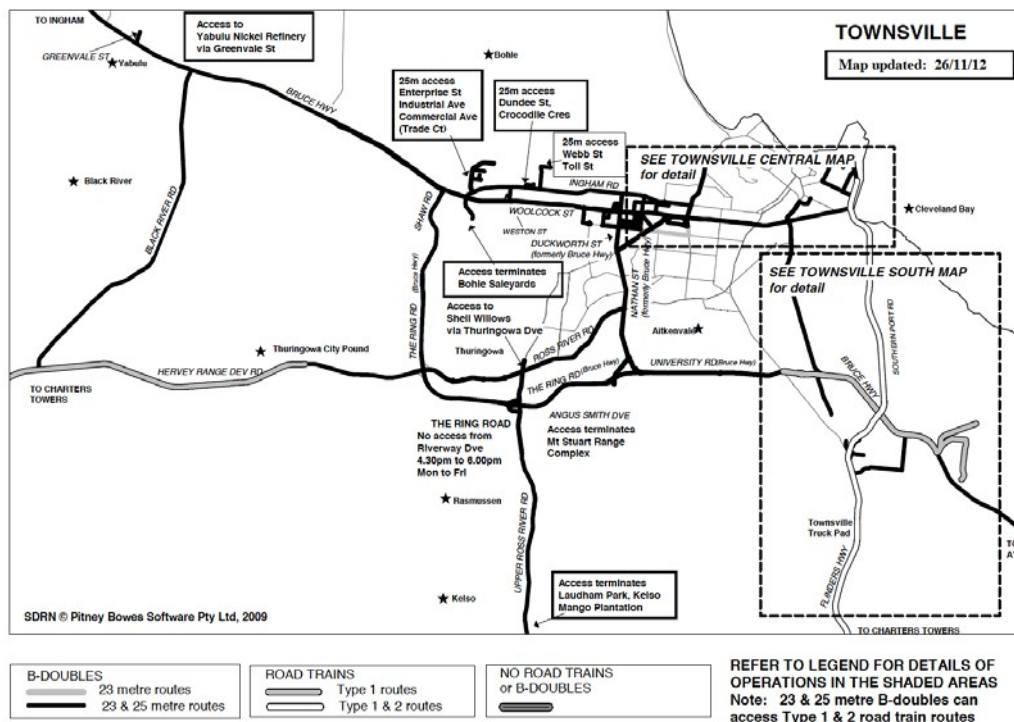 TOWNSVILLE
Map updated: 26/11/12
TO INGHAM
GREENVALE ST
Yabulu
Access to
Yabulu Nickel Refinery
via Greenvale St
Bohle
BRUCE HWY
25m access
Enterprise St
Industrial Ave
Commercial Ave
(Trade Ct)
25m access
Dundee St,
Crocodile Cres
25m access
Webb St
Toll St
SEE TOWNSVILLE CENTRAL MAP
for detail
Black River
BLACK RIVER RD
SHAW RD
INGHAM RD
WOOLCOCK ST
WESTON ST
DUCKWORTH ST
(formerly Bruce Hwy)
Cleveland Bay
Access terminates
Bohle Saleyards
SEE TOWNSVILLE SOUTH MAP
for detail
THE RING RD (Bruce Hwy)
Access to
Shell Willows
via Thuringowa Dve
NATHAN ST
(formerly Bruce Hwy)
Aitkenvale
SOUTHERN PORT RD
Thuringowa City Pound
Thuringowa
ROSS RIVER RD
HERVEY RANGE DEV RD
THE RING RD (Bruce Hwy)
UNIVERSITY RD (Bruce Hwy)
BRUCE HWY
TO CHARTERS
TOWERS
THE RING ROAD
No access from
Riverway Dve
4.30pm to 6.00pm
Mon to Fri
ANGUS SMITH DVE
Access terminates
Mt Stuart Range
Complex
Rasmussen
UPPER ROSS RIVER RD
Townsville
Truck Pad
FLINDERS HWY
Kelso
Access terminates
Laudham Park, Kelso
Mango Plantation
SDRN © Pitney Bowes Software Pty Ltd, 2009
TO CHARTERS TOWERS
B-DOUBLES
23 metre routes
23 & 25 metre routes
ROAD TRAINS
Type 1 routes
Type 1 & 2 routes
NO ROAD TRAINS
or B-DOUBLES
REFER TO LEGEND FOR DETAILS OF
OPERATIONS IN THE SHADED AREAS
Note: 23 & 25 metre B-doubles can
access Type 1 & 2 road train routes